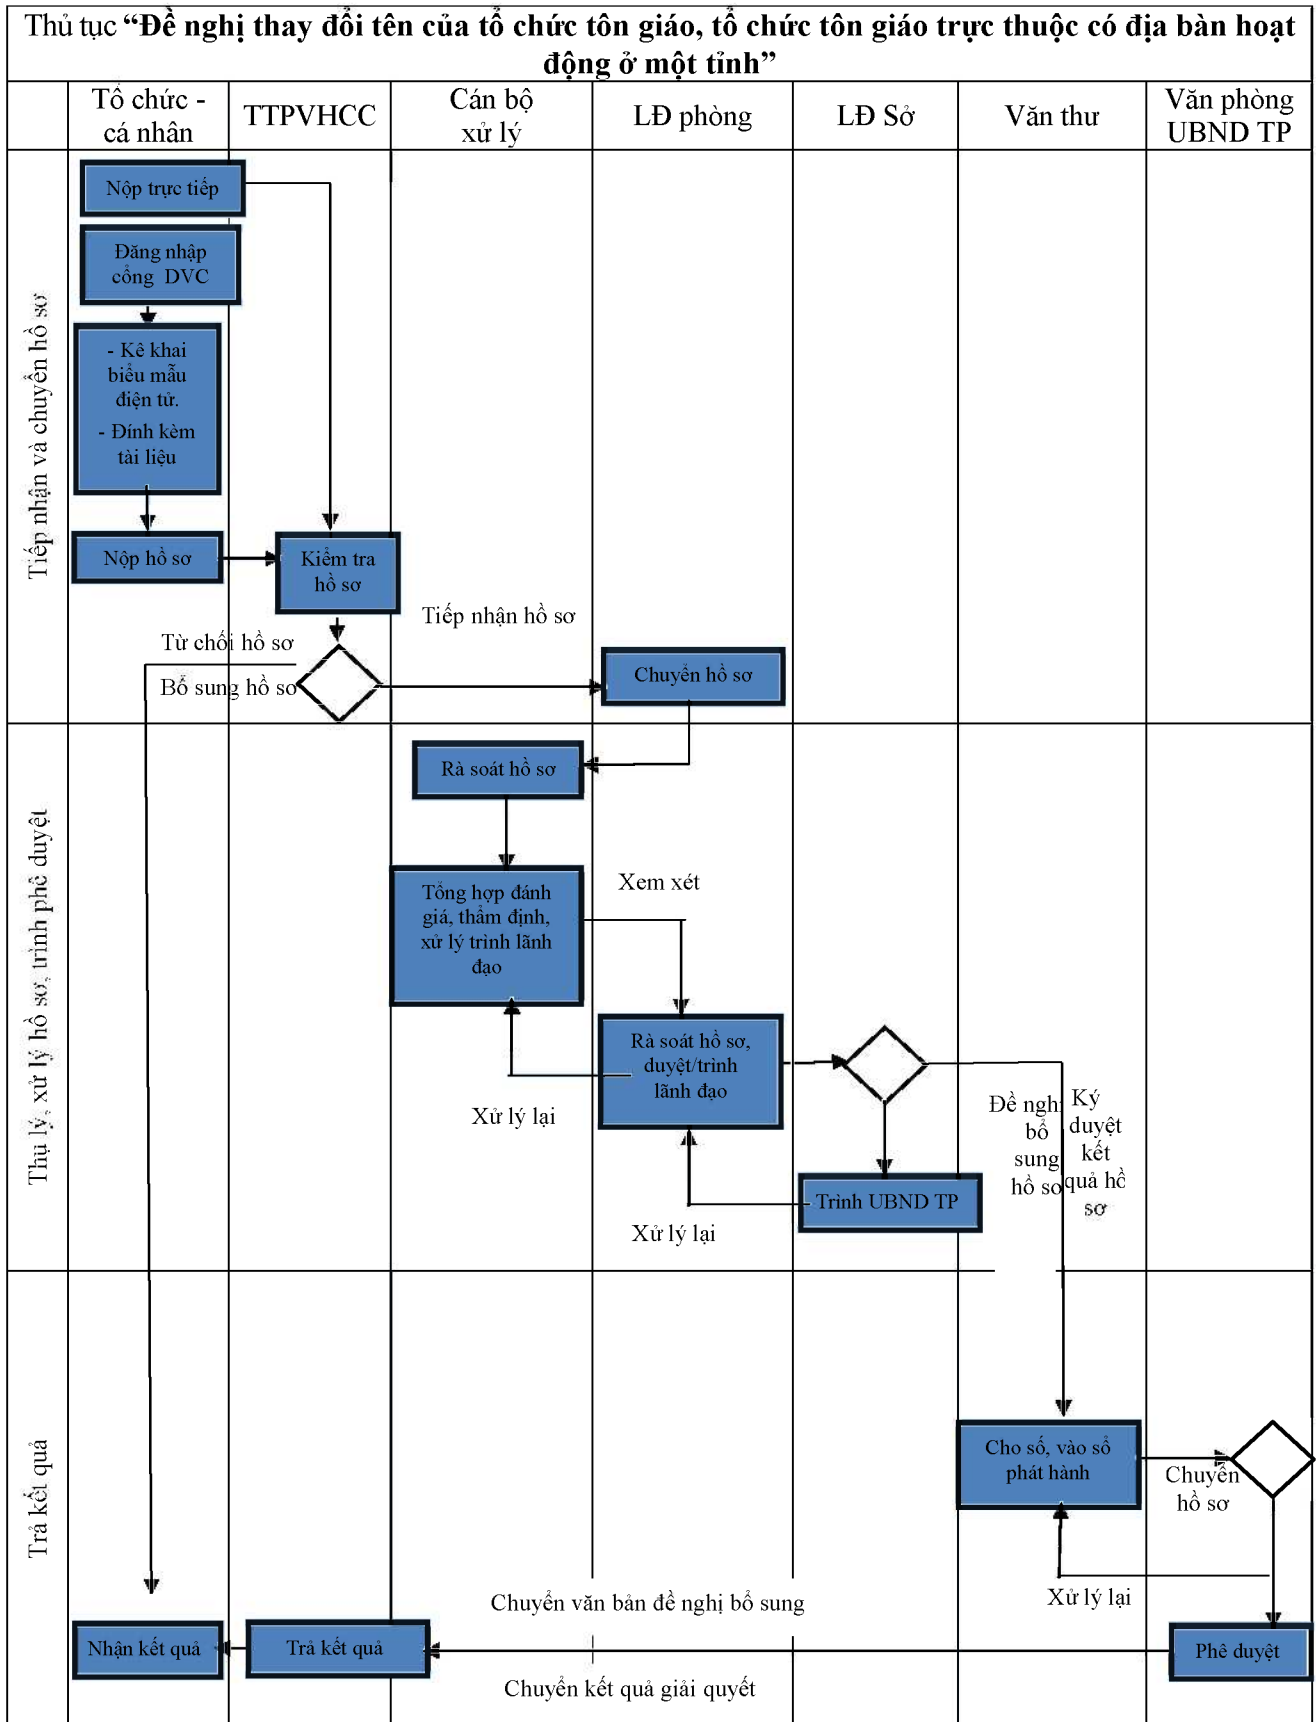 Thủ tục “Đề nghị thay đổi tên của tổ chức tôn giáo, tổ chức tôn giáo trực thuộc có địa bàn hoạt
động ở một tỉnh”
Tổ chức -
cá nhân
TTPVHCC
Cán bộ
xử lý
LĐ phòng
LĐ Sở
Văn thư
Văn phòng
UBND TP
Tiếp nhận và chuyển hồ sơ
Nộp trực tiếp
Đăng nhập
cổng DVC
- Kê khai
biểu mẫu
điện tử.
- Đính kèm
tài liệu
Nộp hồ sơ
Kiểm tra
hồ sơ
Tiếp nhận hồ sơ
Từ chối hồ sơ
Bổ sung hồ sơ
Chuyển hồ sơ
Thụ lý, xử lý hồ sơ, trình phê duyệt
Rà soát hồ sơ
Tổng hợp đánh
giá, thẩm định,
xử lý trình lãnh
đạo
Xem xét
Rà soát hồ sơ,
duyệt/trình
lãnh đạo
Xử lý lại
Trình UBND TP
Xử lý lại
Đề nghị
bổ
sung
hồ sơ
Ký
duyệt
kết
quả hồ
sơ
Trả kết quả
Cho số, vào sổ
phát hành
Chuyển
hồ sơ
Xử lý lại
Chuyển văn bản đề nghị bổ sung
Nhận kết quả
Trả kết quả
Phê duyệt
Chuyển kết quả giải quyết